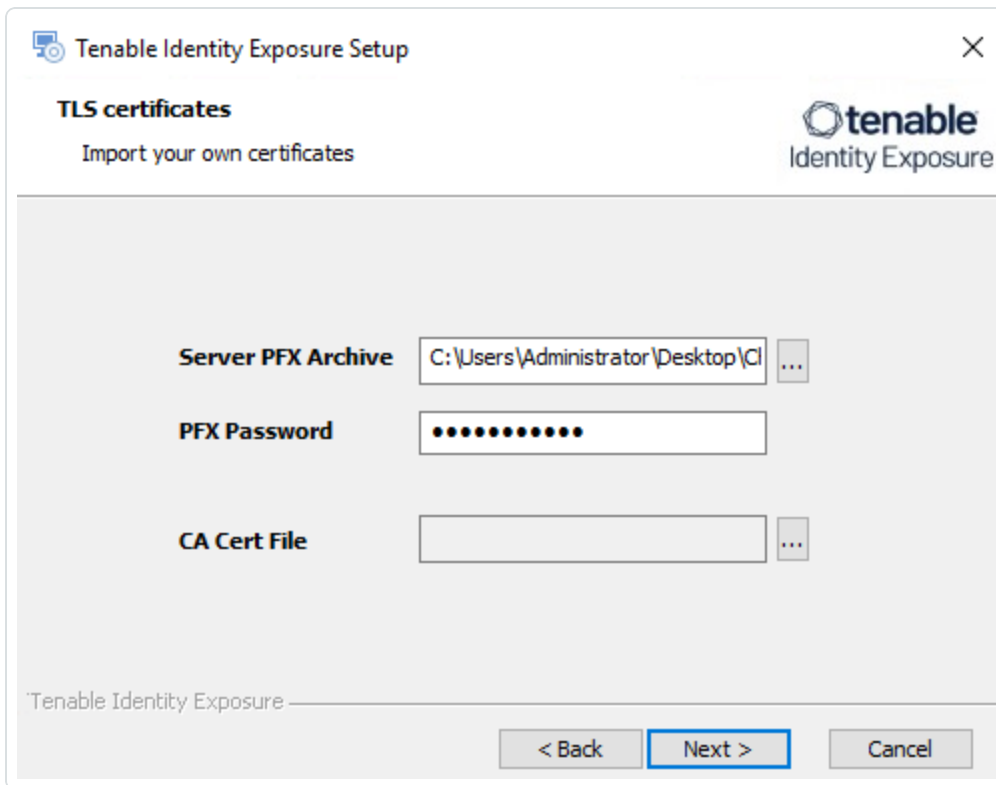 Tenable Identity Exposure Setup
TLS certificates
Import your own certificates
tenable
Identity Exposure
Server PFX Archive C:\Users\Administrator\Desktop\Cl ...
PFX Password •••••••••••
CA Cert File ...
Tenable Identity Exposure
< Back Next > Cancel